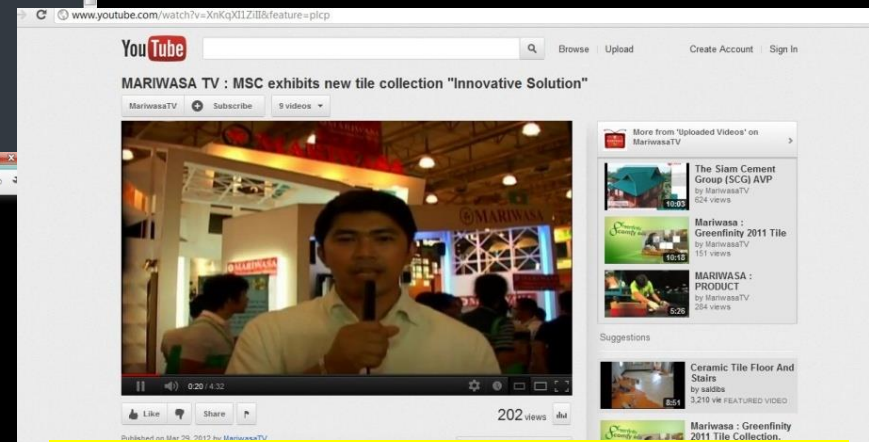 www.youtube.com/watch?v=XnKqXI1ZiII&feature=plcp
YouTube
Browse Upload Create Account Sign In
MARIWASA TV : MSC exhibits new tile collection "Innovative Solution"
MariwasaTV Subscribe 9 videos
MARIWASA
MARIWASA
MARIWASA
0:20 / 4:32
Like Share
202 views
Published on Mar 29, 2012 by MariwasaTV
More from 'Uploaded Videos' on
MariwasaTV
The Siam Cement
Group (SCG) AVP
by MariwasaTV
624 views
10:03
Mariwasa :
Greenfinity 2011 Tile
by MariwasaTV
151 views
10:18
MARIWASA :
PRODUCT
by MariwasaTV
284 views
5:26
Suggestions
Ceramic Tile Floor And
Stairs
by saldbs
3,210 vie FEATURED VIDEO
8:51
Mariwasa : Greenfinity
2011 Tile Collection.